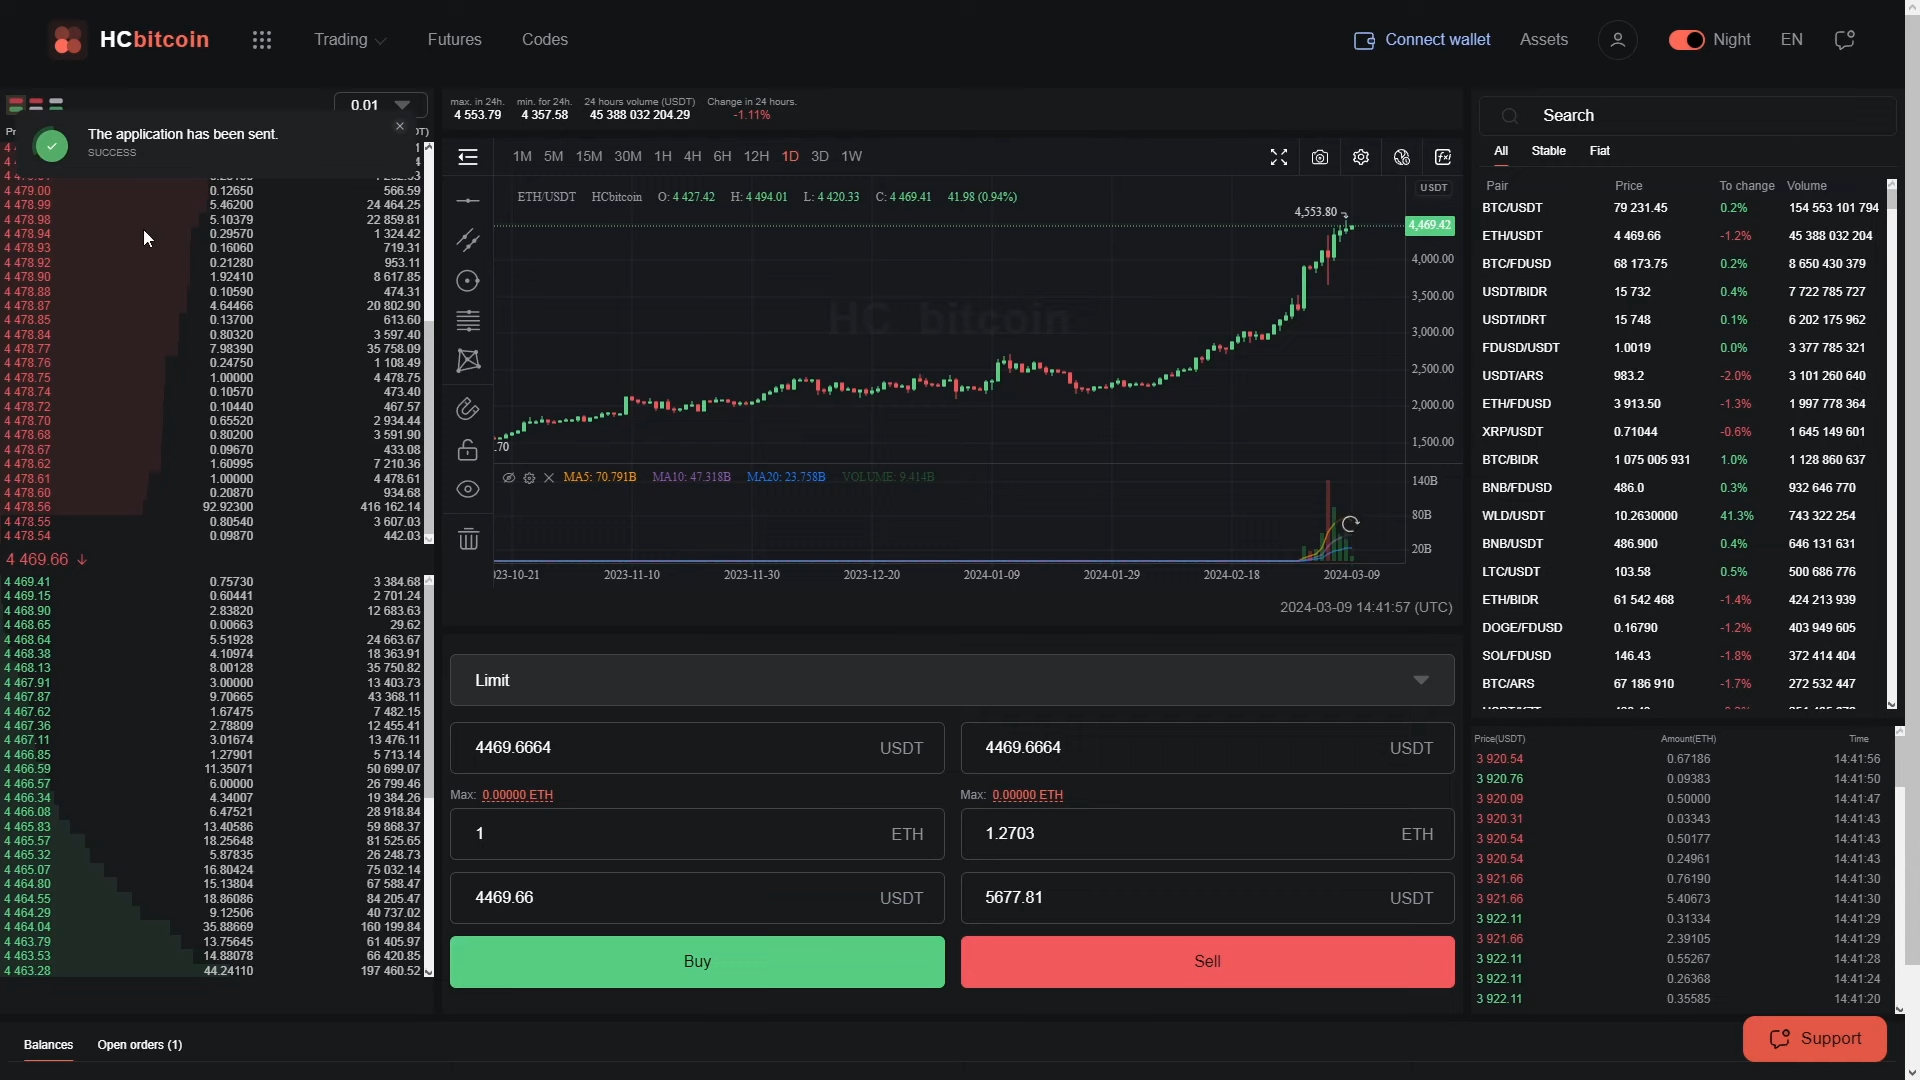 HCbitcoin
Trading
Futures
Codes
Connect wallet
Assets
Night
EN
0.01
The application has been sent.
SUCCESS
4 479.00 0.12650 566.59
4 478.99 5.46200 24 464.25
4 478.98 5.10379 22 859.81
4 478.94 0.29570 1 324.42
4 478.93 0.16060 719.31
4 478.92 0.21280 953.11
4 478.90 1.92410 8 617.85
4 478.88 0.10590 474.31
4 478.87 4.64466 20 802.90
4 478.85 0.13700 613.60
4 478.84 0.80320 3 597.40
4 478.77 7.98390 35 758.09
4 478.76 0.24750 1 108.49
4 478.75 1.00000 4 478.75
4 478.74 0.10570 473.40
4 478.72 0.10440 467.57
4 478.70 0.65520 2 934.44
4 478.68 0.80200 3 591.90
4 478.67 0.09670 433.08
4 478.62 1.60995 7 210.36
4 478.61 1.00000 4 478.61
4 478.60 0.20870 934.68
4 478.56 92.92300 416 162.14
4 478.55 0.80540 3 607.03
4 478.54 0.09870 442.03
4 469.66 ↓
4 469.41 0.75730 3 384.68
4 469.15 0.60441 2 701.24
4 468.90 2.83820 12 683.63
4 468.65 0.00663 29.62
4 468.64 5.51928 24 663.67
4 468.38 4.10974 18 363.91
4 468.13 8.00128 35 750.82
4 467.91 3.00000 13 403.73
4 467.87 9.70665 43 368.11
4 467.62 1.67475 7 482.15
4 467.36 2.78809 12 455.41
4 467.11 3.01674 13 476.11
4 466.85 1.27901 5 713.14
4 466.59 11.35071 50 699.07
4 466.57 6.00000 26 799.46
4 466.34 4.34007 19 384.26
4 466.08 6.47521 28 918.84
4 465.83 13.40586 59 868.37
4 465.57 18.25648 81 525.65
4 465.32 5.87835 26 248.73
4 465.07 16.80424 75 032.14
4 464.80 15.13804 67 588.47
4 464.55 18.86086 84 205.47
4 464.29 9.12506 40 737.02
4 464.04 35.88669 160 199.84
4 463.79 13.75645 61 405.97
4 463.53 14.88078 66 420.85
4 463.28 44.24110 197 460.52
max. in 24h. min. for 24h. 24 hours volume (USDT) Change in 24 hours.
4 553.79 4 357.58 45 388 032 204.29 -1.11%
1M 5M 15M 30M 1H 4H 6H 12H 1D 3D 1W
ETH/USDT HCbitcoin O: 4 427.42 H: 4 494.01 L: 4 420.33 C: 4 469.41 41.98 (0.94%)
USDT
4,553.80
4,469.42
4,000.00
3,500.00
3,000.00
2,500.00
2,000.00
1,500.00
HC bitcoin
.70
MA5: 70.791B MA10: 47.318B MA20: 23.758B VOLUME: 9.414B
140B
80B
20B
23-10-21 2023-11-10 2023-11-30 2023-12-20 2024-01-09 2024-01-29 2024-02-18 2024-03-09
2024-03-09 14:41:57 (UTC)
Limit
4469.6664 USDT
Max: 0.00000 ETH
1 ETH
4469.66 USDT
Buy
4469.6664 USDT
Max: 0.00000 ETH
1.2703 ETH
5677.81 USDT
Sell
Search
All Stable Fiat
Pair Price To change Volume
BTC/USDT 79 231.45 0.2% 154 553 101 794
ETH/USDT 4 469.66 -1.2% 45 388 032 204
BTC/FDUSD 68 173.75 0.2% 8 650 430 379
USDT/BIDR 15 732 0.4% 7 722 785 727
USDT/IDRT 15 748 0.1% 6 202 175 962
FDUSD/USDT 1.0019 0.0% 3 377 785 321
USDT/ARS 983.2 -2.0% 3 101 260 640
ETH/FDUSD 3 913.50 -1.3% 1 997 778 364
XRP/USDT 0.71044 -0.6% 1 645 149 601
BTC/BIDR 1 075 005 931 1.0% 1 128 860 637
BNB/FDUSD 486.0 0.3% 932 646 770
WLD/USDT 10.2630000 41.3% 743 322 254
BNB/USDT 486.900 0.4% 646 131 631
LTC/USDT 103.58 0.5% 500 686 776
ETH/BIDR 61 542 468 -1.4% 424 213 939
DOGE/FDUSD 0.16790 -1.2% 403 949 605
SOL/FDUSD 146.43 -1.8% 372 414 404
BTC/ARS 67 186 910 -1.7% 272 532 447
Price(USDT) Amount(ETH) Time
3 920.54 0.67186 14:41:56
3 920.76 0.09383 14:41:50
3 920.09 0.50000 14:41:47
3 920.31 0.03343 14:41:43
3 920.54 0.50177 14:41:43
3 920.54 0.24961 14:41:43
3 921.66 0.76190 14:41:30
3 921.66 5.40673 14:41:30
3 922.11 0.31334 14:41:29
3 921.66 2.39105 14:41:29
3 922.11 0.55267 14:41:28
3 922.11 0.26368 14:41:24
3 922.11 0.35585 14:41:20
Balances
Open orders (1)
Support